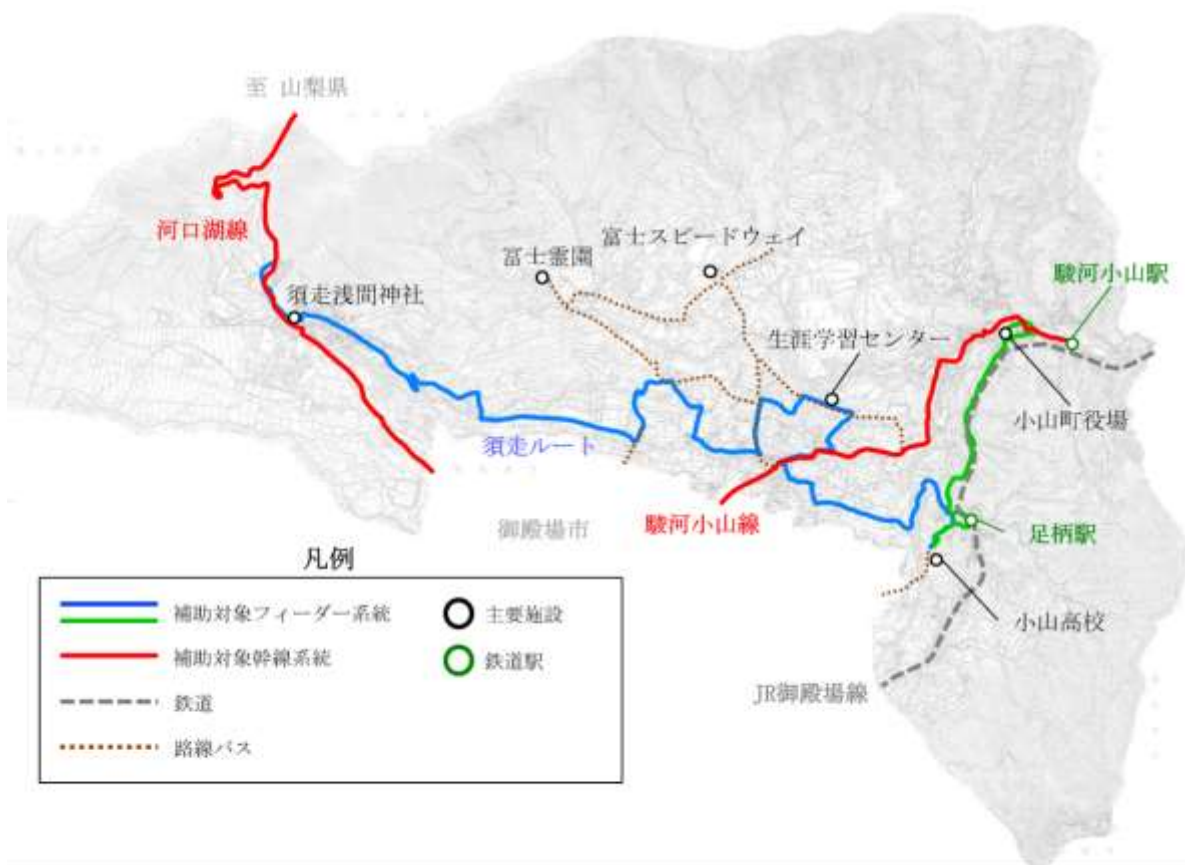 至 山梨県
河口湖線
須走浅間神社
冨士霊園
富士スピードウェイ
駿河小山駅
生涯学習センター
小山町役場
須走ルート
駿河小山線
御殿場市
足柄駅
小山高校
JR御殿場線
凡例
補助対象フィーダー系統
主要施設
補助対象幹線系統
鉄道駅
鉄道
路線バス